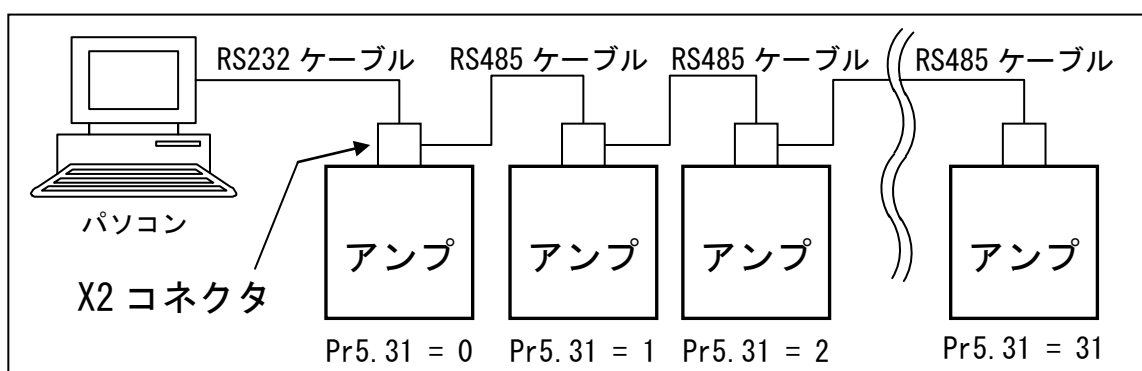 RS232 ケーブル RS485 ケーブル RS485 ケーブル RS485 ケーブル
パソコン
アンプ アンプ アンプ アンプ
X2 コネクタ
Pr5.31 = 0 Pr5.31 = 1 Pr5.31 = 2 Pr5.31 = 31